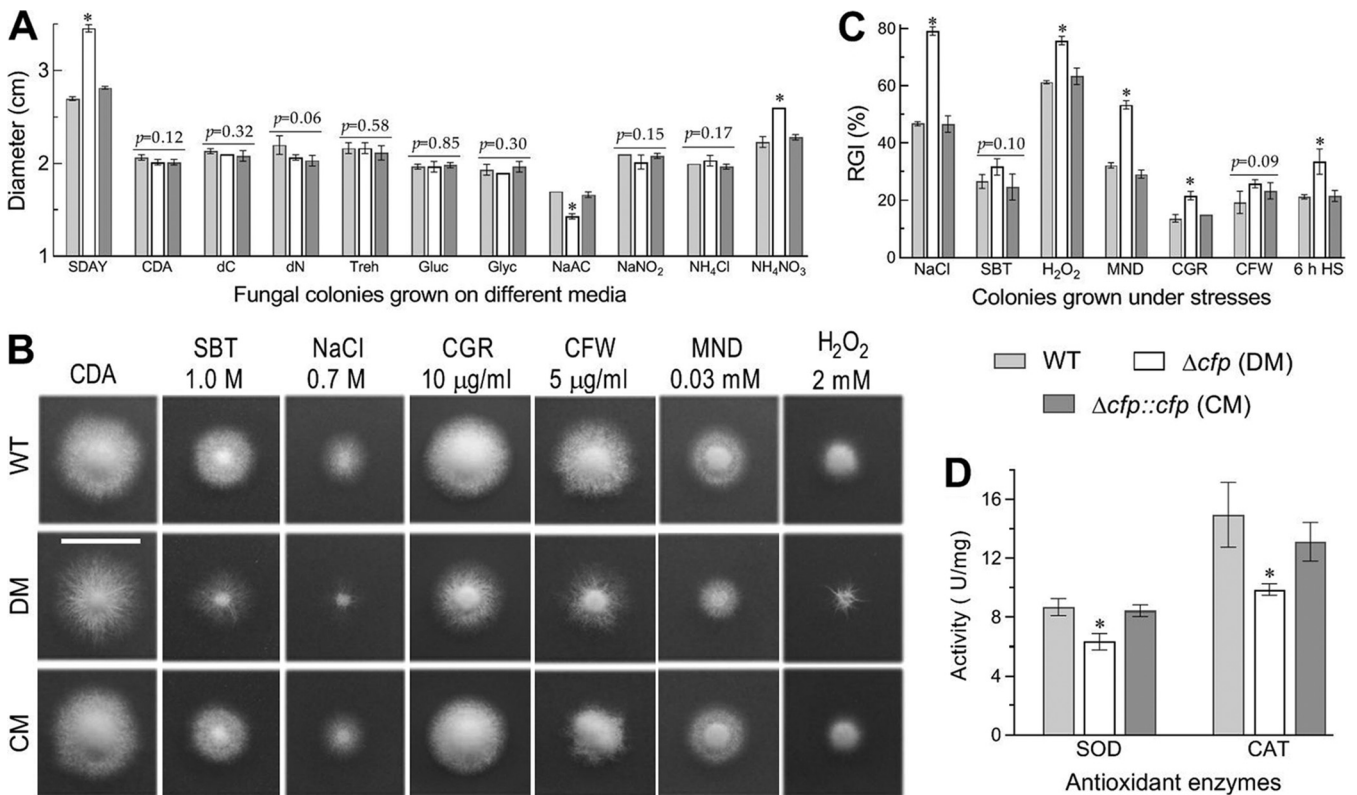 A
Diameter (cm)
3
2
1
p=0.12
p=0.32
p=0.06
p=0.58
p=0.85
p=0.30
p=0.15
p=0.17
*
*
*
SDAY CDA dC dN Treh Gluc Glyc NaAC NaNO₂ NH₄Cl NH₄NO₃
Fungal colonies grown on different media
C
RGI (%)
80
60
40
20
0
*
p=0.10
*
*
*
p=0.09
*
NaCl SBT H₂O₂ MND CGR CFW 6 h HS
Colonies grown under stresses
WT Δcfp (DM)
Δcfp::cfp (CM)
B
CDA
SBT
1.0 M
NaCl
0.7 M
CGR
10 μg/ml
CFW
5 μg/ml
MND
0.03 mM
H₂O₂
2 mM
WT
DM
CM
D
Activity ( U/mg)
16
12
8
4
0
*
*
SOD CAT
Antioxidant enzymes